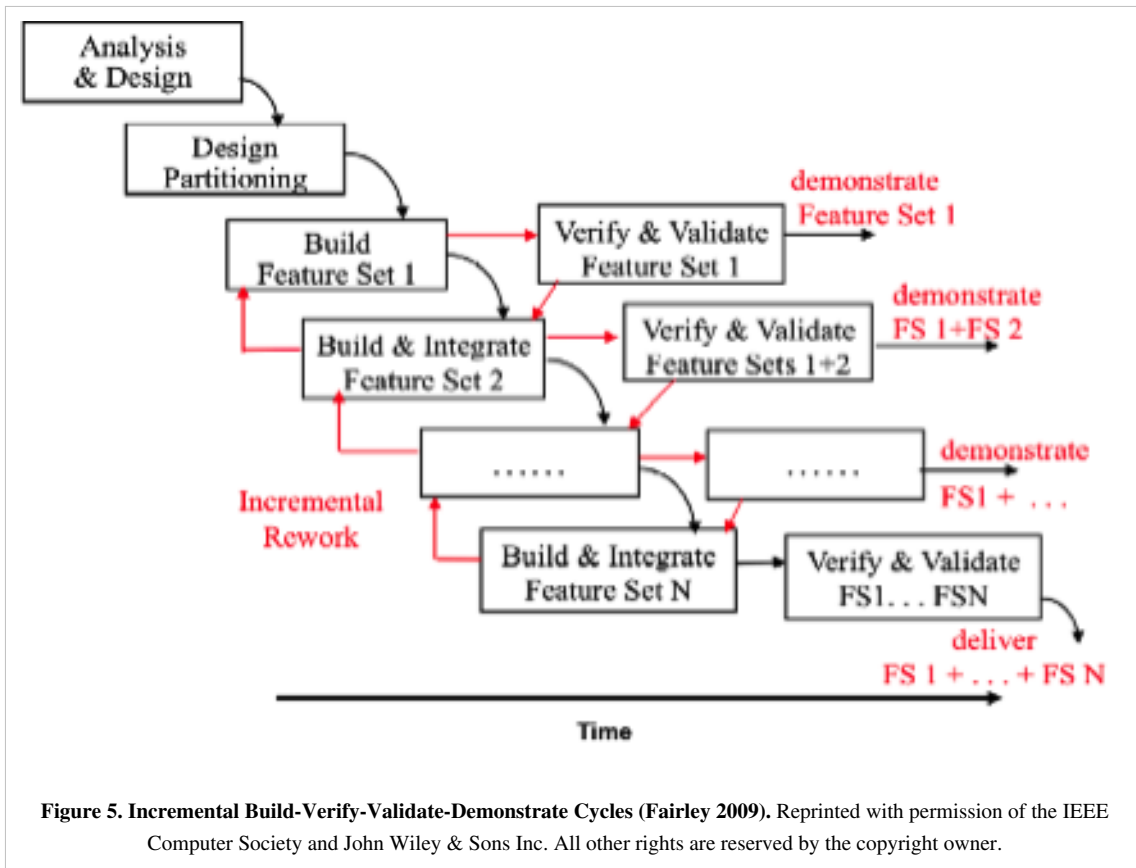 Analysis
& Design
Design
Partitioning
Build
Feature Set 1
Verify & Validate
Feature Set 1
demonstrate
Feature Set 1
Build & Integrate
Feature Set 2
Verify & Validate
Feature Sets 1+2
demonstrate
FS 1+FS 2
. . . . . .
. . . . . .
demonstrate
FS1 + . . .
Incremental
Rework
Build & Integrate
Feature Set N
Verify & Validate
FS1. . . FSN
deliver
FS 1 + . . . + FS N
Time
Figure 5. Incremental Build-Verify-Validate-Demonstrate Cycles (Fairley 2009). Reprinted with permission of the IEEE
Computer Society and John Wiley & Sons Inc. All other rights are reserved by the copyright owner.